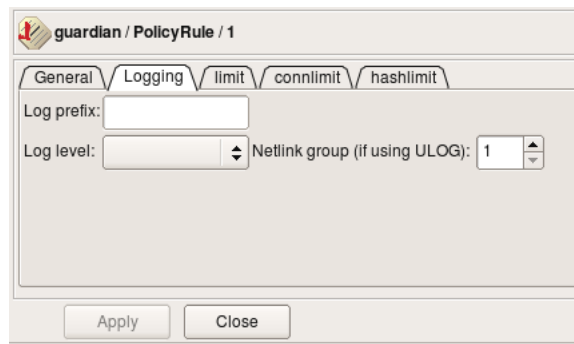 guardian / PolicyRule / 1
General Logging limit connlimit hashlimit
Log prefix:
Log level: Netlink group (if using ULOG): 1
Apply Close